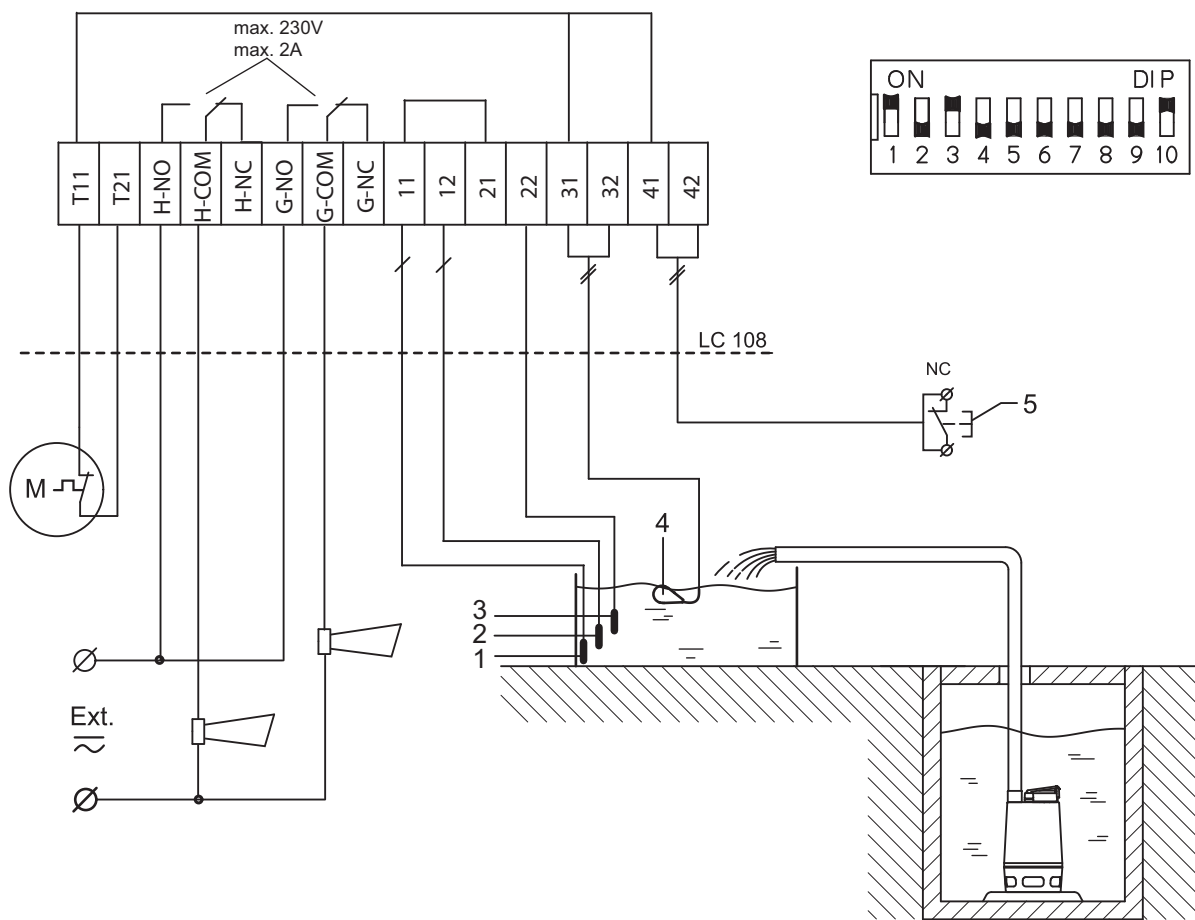 max. 230V
max. 2A
ON DIP
1 2 3 4 5 6 7 8 9 10
T11 T21 H-NO H-COM H-NC G-NO G-COM G-NC 11 12 21 22 31 32 41 42
LC 108
NC
5
M
4
3
2
1
Ext.